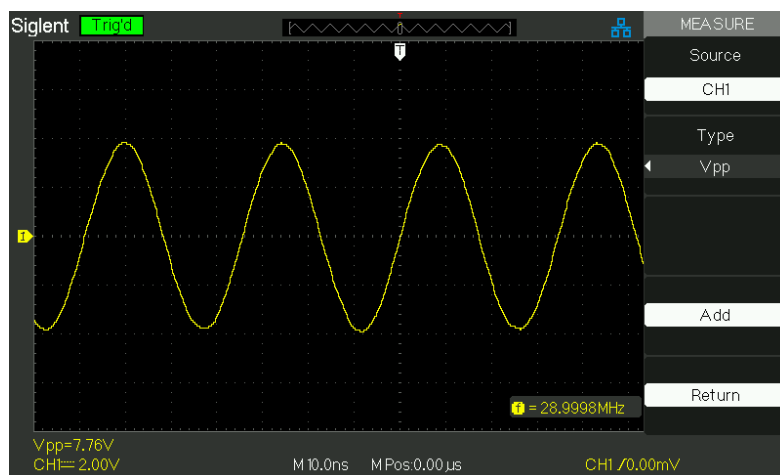 Siglent Trig'd MEASURE
T
Source
CH1
Type
Vpp
1
Add
f = 28.9998MHz
Return
Vpp=7.76V
CH1 2.00V M 10.0ns M Pos:0.00μs CH1 0.00mV